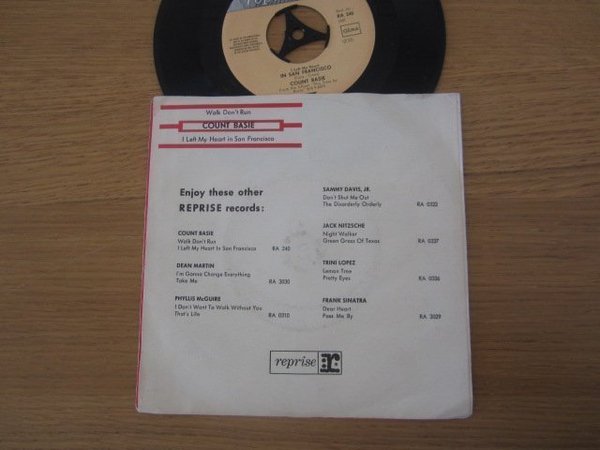 RA 240
GEMA
I Left My Heart
IN SAN FRANCISCO
COUNT BASIE
Walk Don't Run
COUNT BASIE
I Left My Heart in San Francisco
Enjoy these other
REPRISE records:
COUNT BASIE
Walk Don't Run
I Left My Heart In San Francisco RA 240
DEAN MARTIN
I'm Gonna Change Everything
Take Me RA 3030
PHYLLIS McGUIRE
I Don't Want To Walk Without You
That's Life RA 0310
SAMMY DAVIS, JR.
Don't Shut Me Out
The Disorderly Orderly RA 0322
JACK NITZSCHE
Night Walker
Green Grass Of Texas RA 0337
TRINI LOPEZ
Lemon Tree
Pretty Eyes RA 0336
FRANK SINATRA
Dear Heart
Pass Me By RA 3029
reprise r: